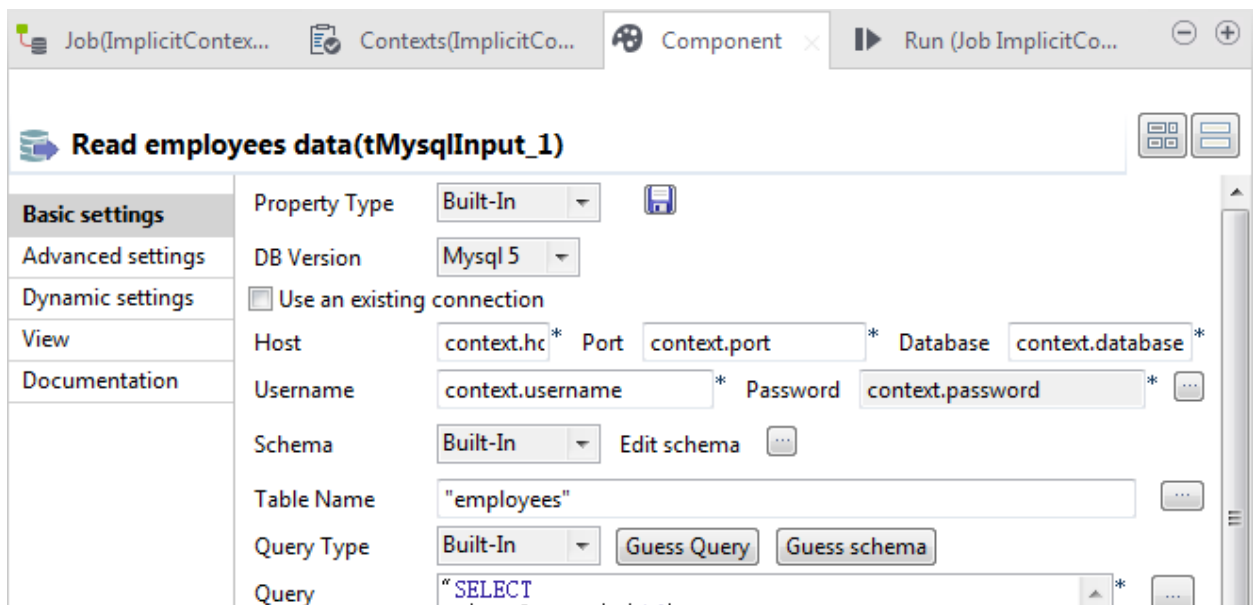 Job(ImplicitContex... Contexts(ImplicitCo... Component Run (Job ImplicitCo...
Read employees data(tMysqlInput_1)
Basic settings
Advanced settings
Dynamic settings
View
Documentation
Property Type Built-In
DB Version Mysql 5
Use an existing connection
Host context.hc * Port context.port * Database context.database *
Username context.username * Password context.password * ...
Schema Built-In Edit schema ...
Table Name "employees" ...
Query Type Built-In Guess Query Guess schema
Query "SELECT * ...